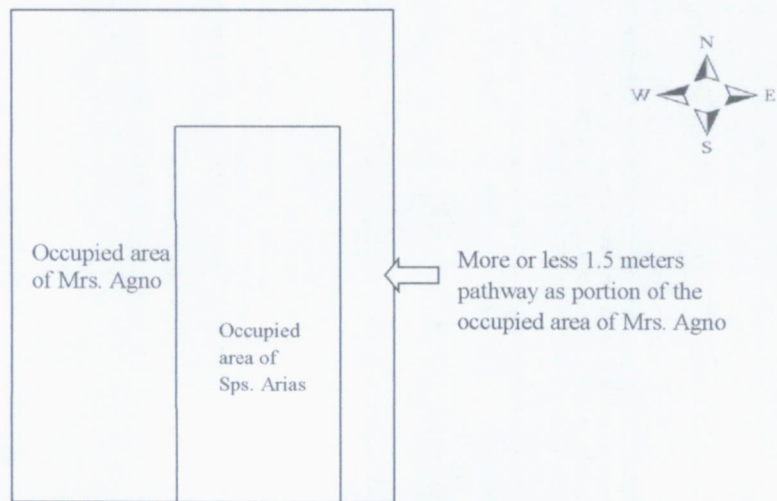 N
W E
S
Occupied area
of Mrs. Agno
More or less 1.5 meters
pathway as portion of the
occupied area of Mrs. Agno
Occupied
area of
Sps. Arias